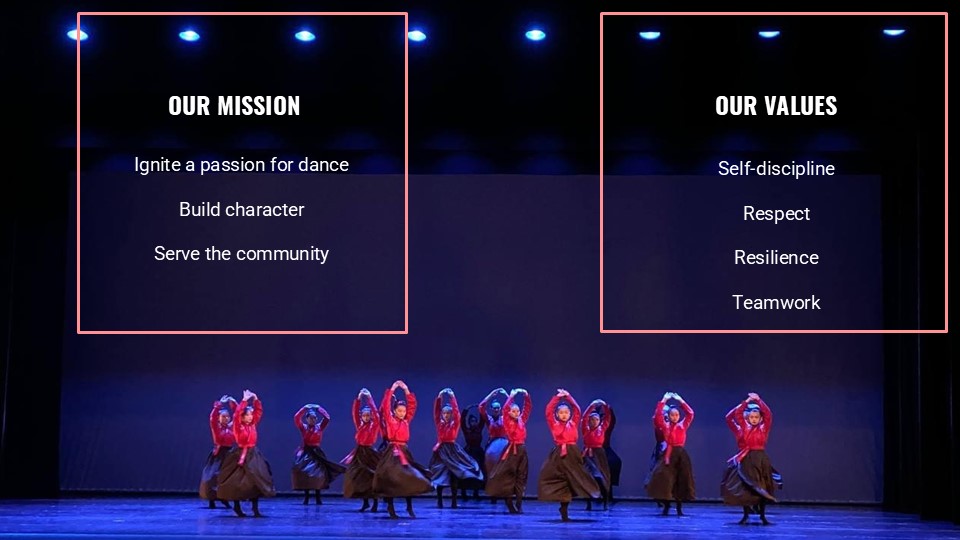 OUR MISSION
Ignite a passion for dance
Build character
Serve the community
OUR VALUES
Self-discipline
Respect
Resilience
Teamwork